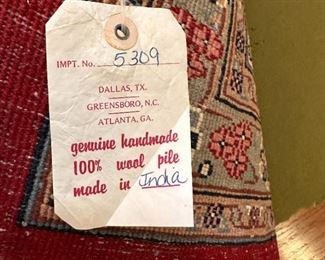 IMPT. No. 5309
DALLAS, TX.
GREENSBORO, N.C.
ATLANTA, GA.
genuine handmade
100% wool pile
made in India